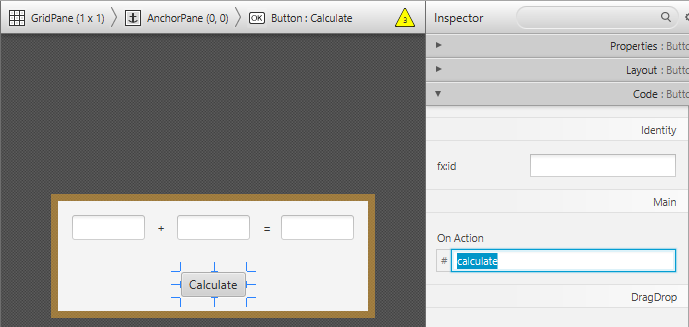 GridPane (1 x 1) AnchorPane (0, 0) OK Button : Calculate 3
Inspector
Properties : Butto
Layout : Butto
Code : Butto
Identity
fx:id
Main
On Action
# calculate
DragDrop
+ =
Calculate